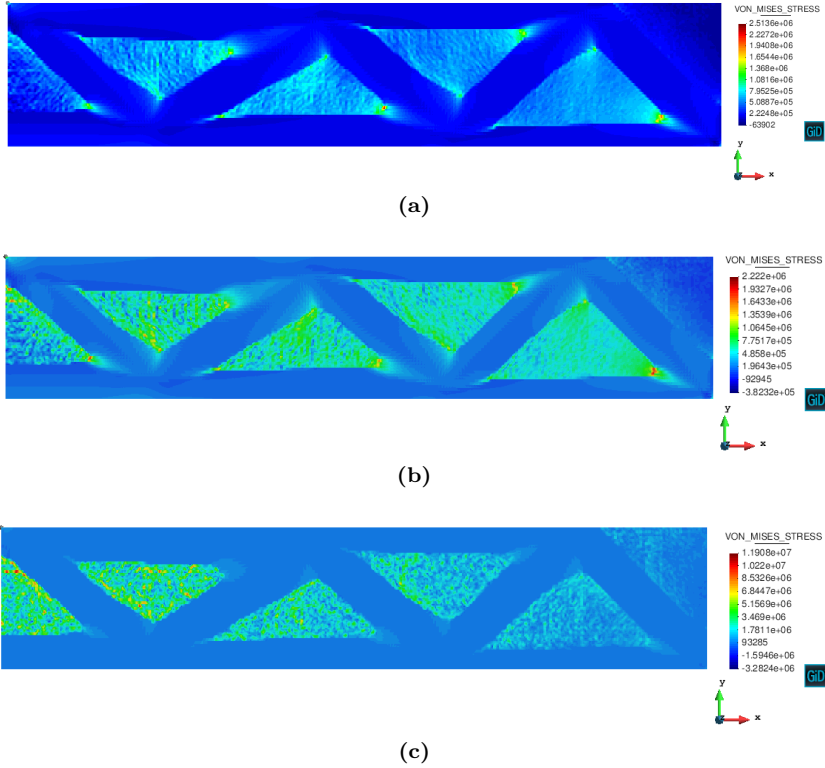 VON_MISES_STRESS
2.5136e+06
2.2272e+06
1.9408e+06
1.6544e+06
1.368e+06
1.0816e+06
7.9525e+05
5.0887e+05
2.2248e+05
-63902
GiD
y
x
(a)
VON_MISES_STRESS
2.222e+06
1.9327e+06
1.6433e+06
1.3539e+06
1.0645e+06
7.7517e+05
4.858e+05
1.9643e+05
-92945
-3.8232e+05
GiD
y
x
(b)
VON_MISES_STRESS
1.1908e+07
1.022e+07
8.5326e+06
6.8447e+06
5.1569e+06
3.469e+06
1.7811e+06
93285
-1.5946e+06
-3.2824e+06
GiD
y
x
(c)